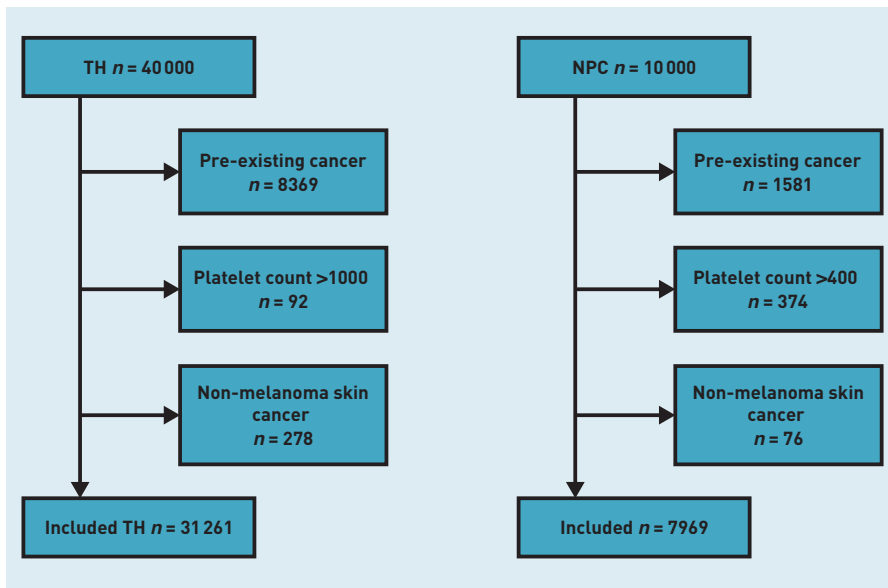 TH n = 40 000
Pre-existing cancer
n = 8369
Platelet count >1000
n = 92
Non-melanoma skin
cancer
n = 278
Included TH n = 31 261
NPC n = 10 000
Pre-existing cancer
n = 1581
Platelet count >400
n = 374
Non-melanoma skin
cancer
n = 76
Included n = 7969